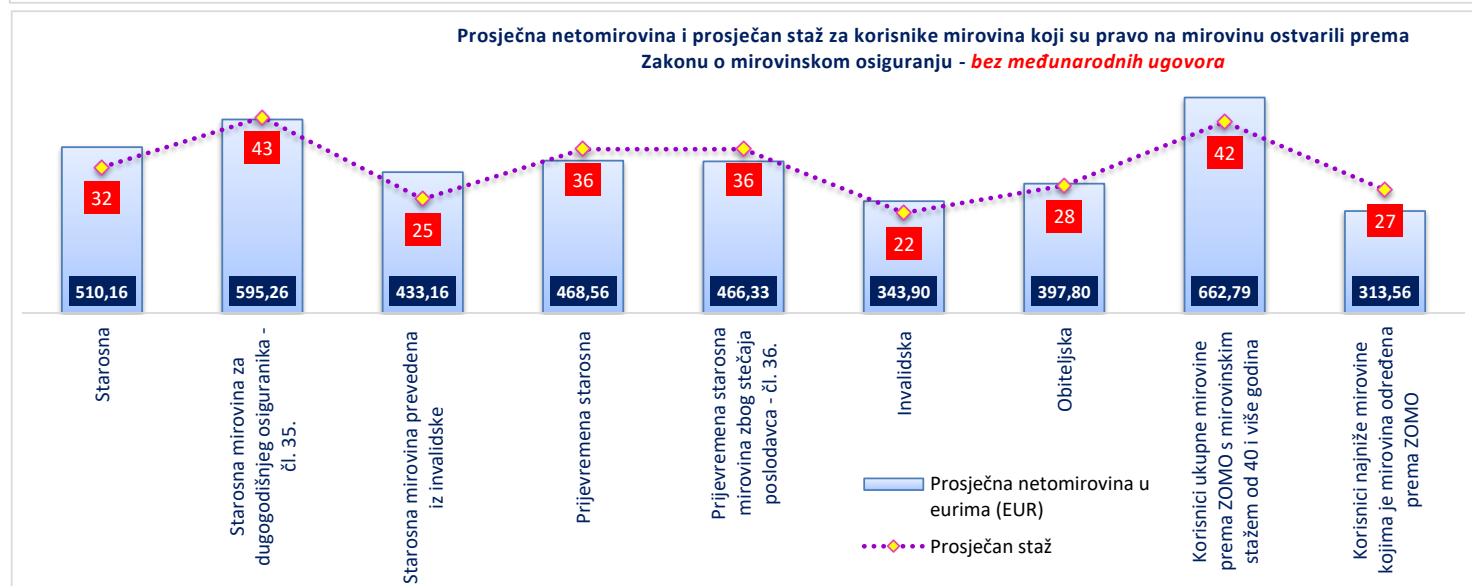 Prosječna netomirovina i prosječan staž za korisnike mirovina koji su pravo na mirovinu ostvarili prema
Zakonu o mirovinskom osiguranju - bez međunarodnih ugovora
32
43
25
36
36
22
28
42
27
510,16
595,26
433,16
468,56
466,33
343,90
397,80
662,79
313,56
Starosna
Starosna mirovina za
dugogodišnjeg osiguranika -
čl. 35.
Starosna mirovina prevedena
iz invalidske
Prijevremena starosna
Prijevremena starosna
mirovina zbog stečaja
poslodavca - čl. 36.
Invalidska
Obiteljska
Korisnici ukupne mirovine
prema ZOMO s mirovinskim
stažem od 40 i više godina
Korisnici najniže mirovine
kojima je mirovina određena
prema ZOMO
Prosječna netomirovina u
eurima (EUR)
Prosječan staž